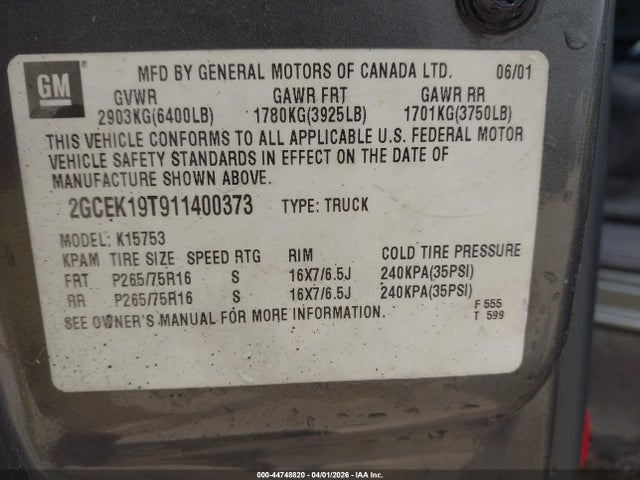 GM
MFD BY GENERAL MOTORS OF CANADA LTD. 06/01
GVWR GAWR FRT GAWR RR
2903KG(6400LB) 1780KG(3925LB) 1701KG(3750LB)
THIS VEHICLE CONFORMS TO ALL APPLICABLE U.S. FEDERAL MOTOR
VEHICLE SAFETY STANDARDS IN EFFECT ON THE DATE OF
MANUFACTURE SHOWN ABOVE.
2GCEK19T911400373 TYPE: TRUCK
MODEL: K15753
KPAM TIRE SIZE SPEED RTG RIM COLD TIRE PRESSURE
FRT P265/75R16 S 16X7/6.5J 240KPA(35PSI)
RR P265/75R16 S 16X7/6.5J 240KPA(35PSI)
SEE OWNER'S MANUAL FOR MORE INFORMATION.
F 555
T 599
000-44748820 | 04/01/2026 | IAA Inc.